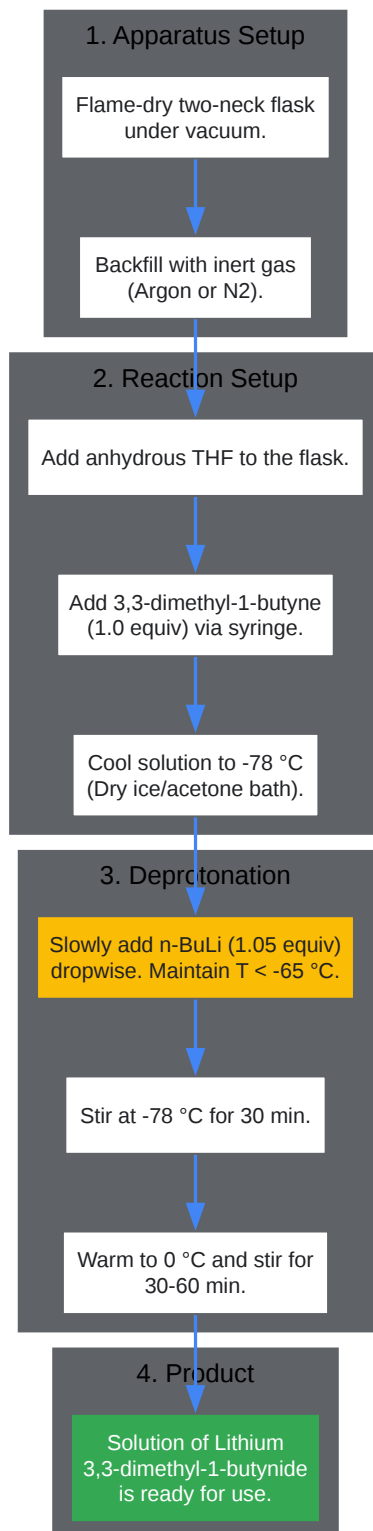 1. Apparatus Setup
Flame-dry two-neck flask
under vacuum.
Backfill with inert gas
(Argon or N2).
2. Reaction Setup
Add anhydrous THF to the flask.
Add 3,3-dimethyl-1-butyne
(1.0 equiv) via syringe.
Cool solution to -78 °C
(Dry ice/acetone bath).
3. Deprotonation
Slowly add n-BuLi (1.05 equiv)
dropwise. Maintain T < -65 °C.
Stir at -78 °C for 30 min.
Warm to 0 °C and stir for
30-60 min.
4. Product
Solution of Lithium
3,3-dimethyl-1-butynide
is ready for use.